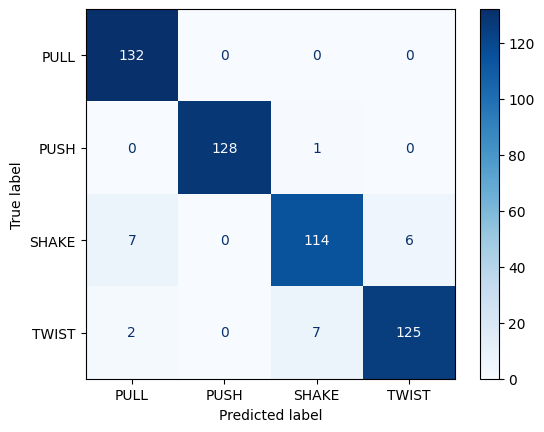 PULL 132 0 0 0 120
PUSH 0 128 1 0 100
80
SHAKE 7 0 114 6 60
40
TWIST 2 0 7 125 20
0
PULL PUSH SHAKE TWIST
Predicted label
True label